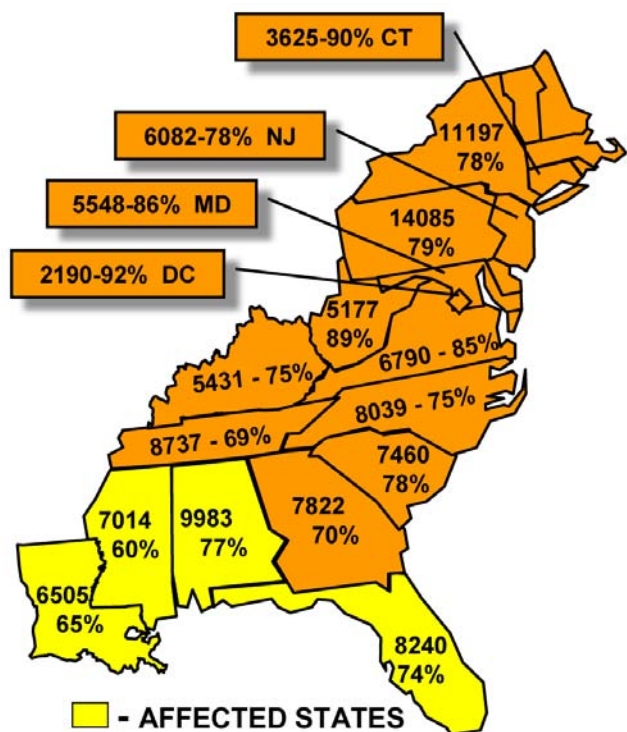 3625-90% CT
6082-78% NJ
11197
78%
5548-86% MD
14085
79%
2190-92% DC
5177
89%
6790 - 85%
5431 - 75%
8039 - 75%
8737 - 69%
7460
78%
7822
70%
7014
60%
9983
77%
6505
65%
8240
74%
- AFFECTED STATES